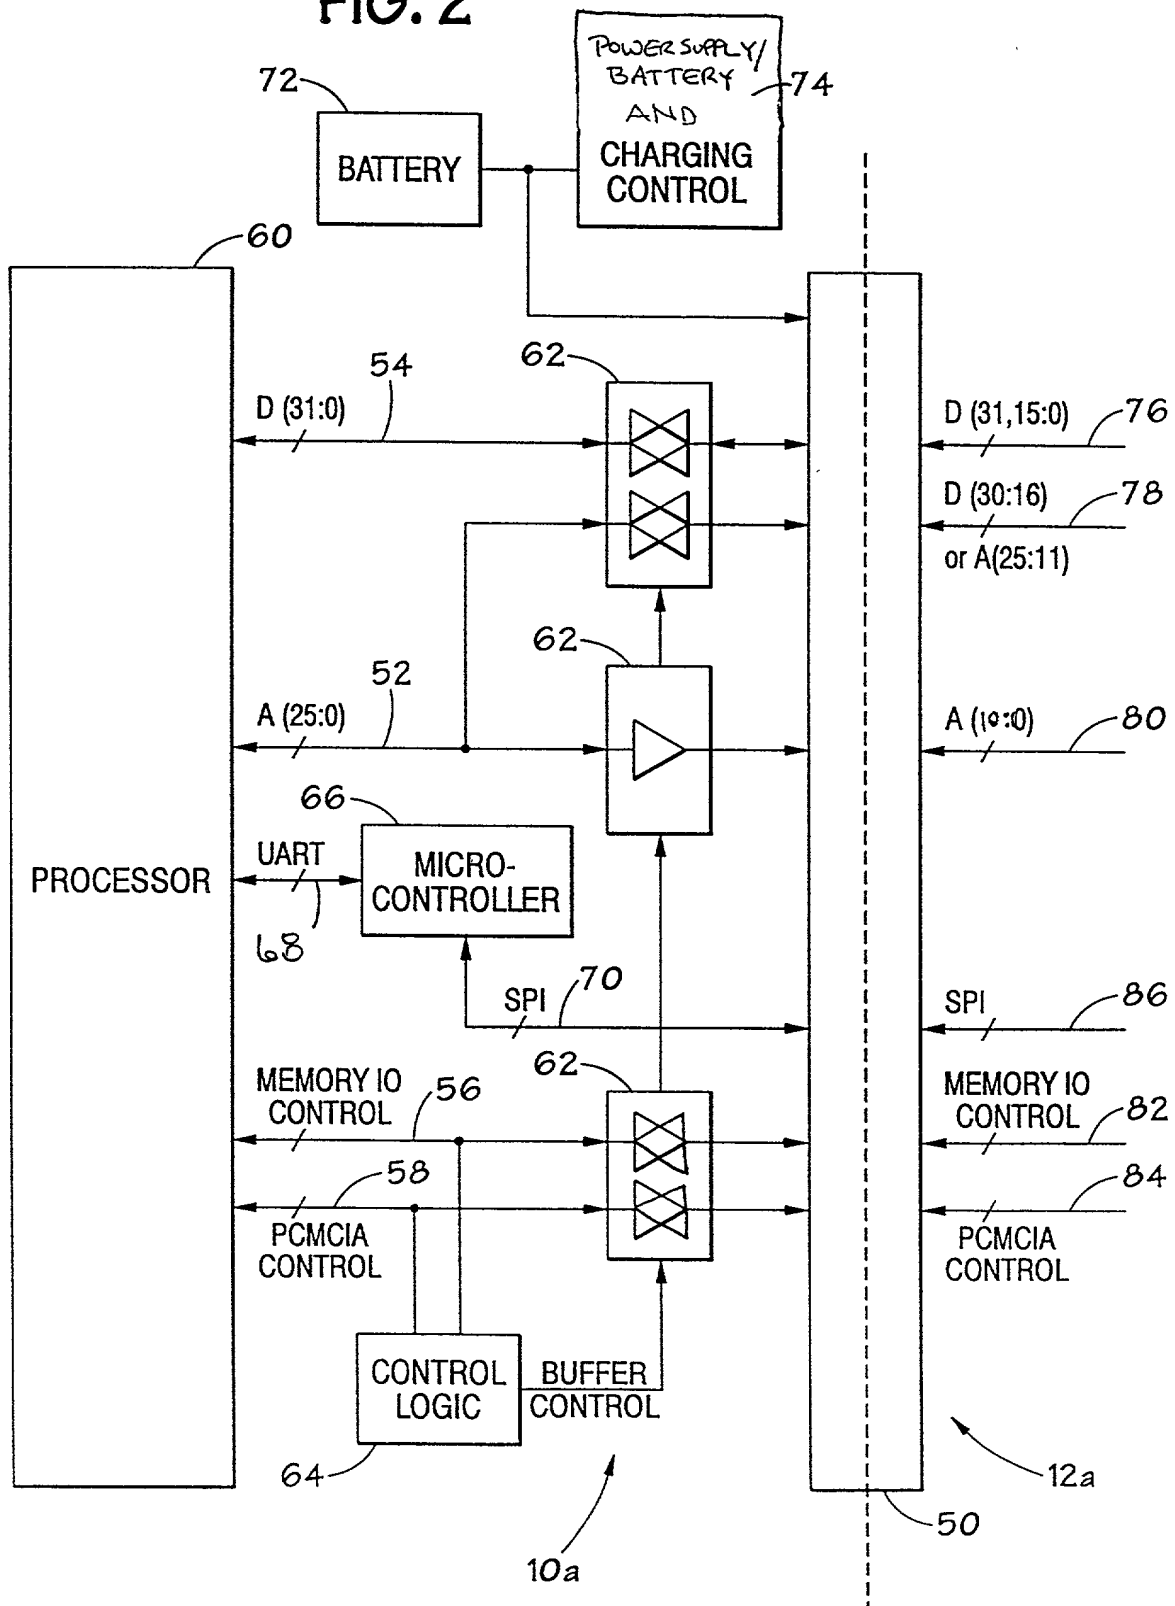 FIG. 2
POWER SUPPLY/
BATTERY
AND
CHARGING
CONTROL
74
72
BATTERY
60
PROCESSOR
54
D (31:0)
62
D (31,15:0)
76
D (30:16)
78
or A(25:11)
62
52
A (25:0)
A (10:0)
80
66
MICRO-
CONTROLLER
UART
68
SPI
70
SPI
86
62
MEMORY IO
CONTROL
56
MEMORY IO
CONTROL
82
58
PCMCIA
CONTROL
84
PCMCIA
CONTROL
CONTROL
LOGIC
BUFFER
CONTROL
64
10a
12a
50